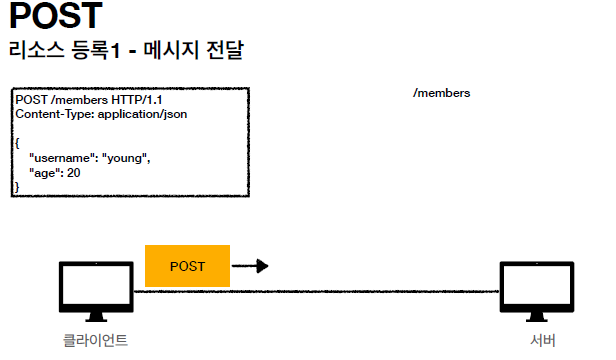 POST
리소스 등록1 - 메시지 전달
/members
POST /members HTTP/1.1
Content-Type: application/json
{
"username": "young",
"age": 20
}
POST
클라이언트
서버